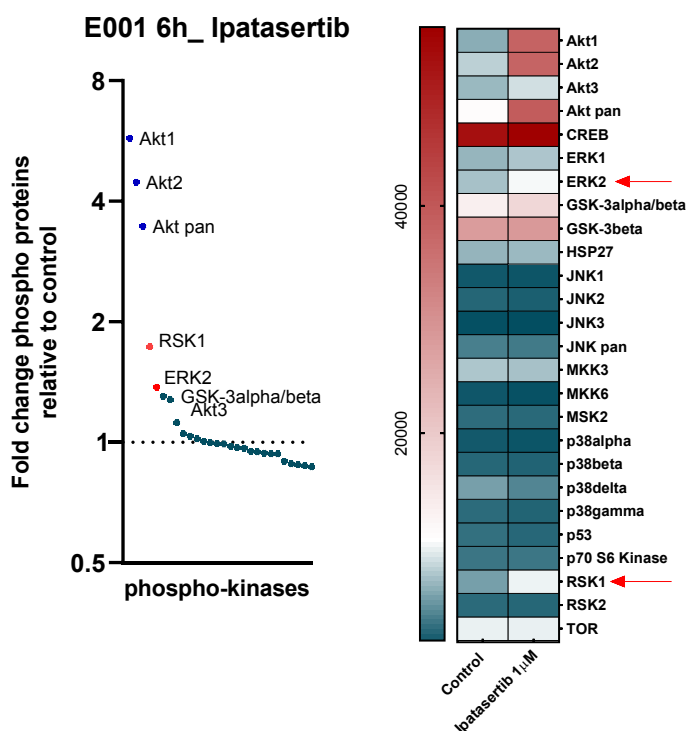 E001 6h_ Ipatasertib
Fold change phospho proteins
relative to control
8
4
2
1
0.5
Akt1
Akt2
Akt pan
RSK1
ERK2
GSK-3alpha/beta
Akt3
phospho-kinases
40000
20000
Akt1
Akt2
Akt3
Akt pan
CREB
ERK1
ERK2
GSK-3alpha/beta
GSK-3beta
HSP27
JNK1
JNK2
JNK3
JNK pan
MKK3
MKK6
MSK2
p38alpha
p38beta
p38delta
p38gamma
p53
p70 S6 Kinase
RSK1
RSK2
TOR
Control
Ipatasertib 1μM